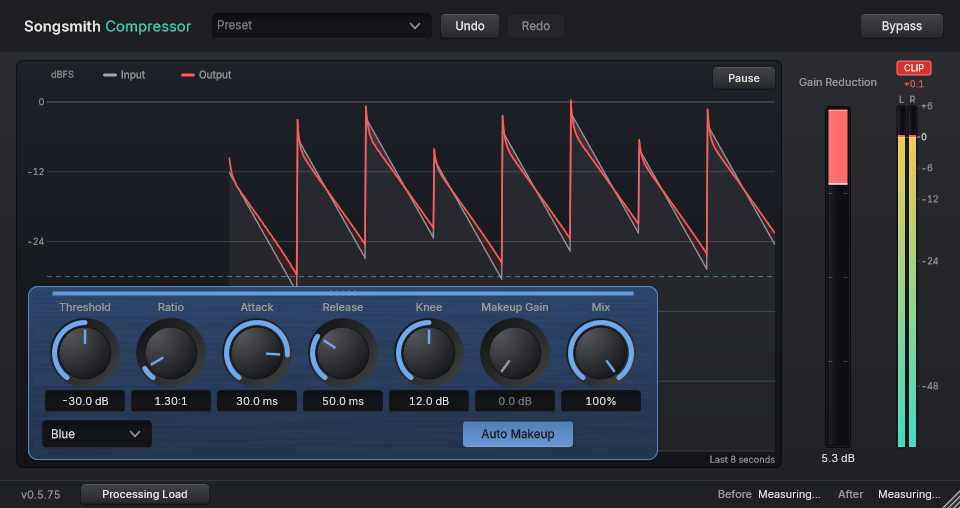 Songsmith Compressor
Preset
Undo
Redo
Bypass
dBFS
Input
Output
Pause
0
-12
-24
Last 8 seconds
Gain Reduction
5.3 dB
CLIP
+0.1
L R
+6
0
-6
-12
-24
-48
Threshold Ratio Attack Release Knee Makeup Gain Mix
-30.0 dB 1.30:1 30.0 ms 50.0 ms 12.0 dB 0.0 dB 100%
Blue
Auto Makeup
v0.5.75
Processing Load
Before Measuring... After Measuring...